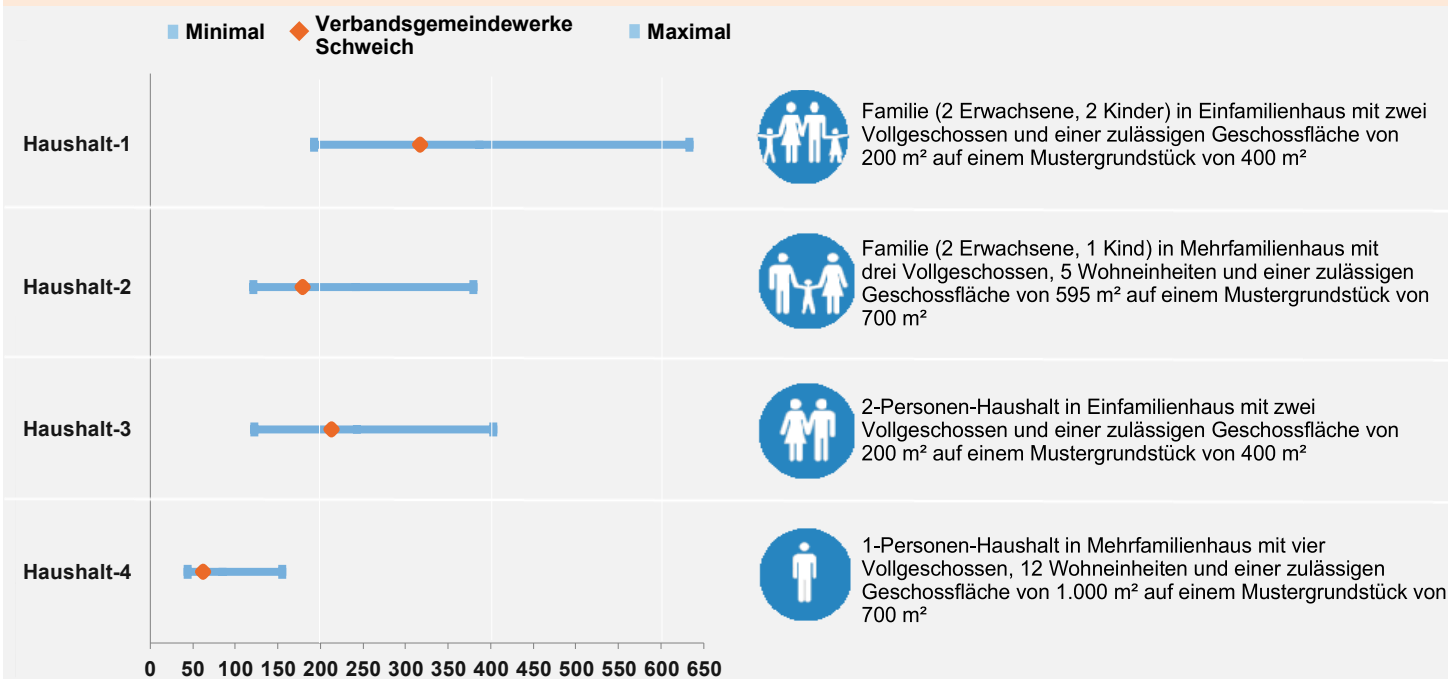 Minimal
Verbandsgemeindewerke
Schweich
Maximal
Haushalt-1
Familie (2 Erwachsene, 2 Kinder) in Einfamilienhaus mit zwei
Vollgeschossen und einer zulässigen Geschossfläche von
200 m² auf einem Mustergrundstück von 400 m²
Haushalt-2
Familie (2 Erwachsene, 1 Kind) in Mehrfamilienhaus mit
drei Vollgeschossen, 5 Wohneinheiten und einer zulässigen
Geschossfläche von 595 m² auf einem Mustergrundstück von
700 m²
Haushalt-3
2-Personen-Haushalt in Einfamilienhaus mit zwei
Vollgeschossen und einer zulässigen Geschossfläche von
200 m² auf einem Mustergrundstück von 400 m²
Haushalt-4
1-Personen-Haushalt in Mehrfamilienhaus mit vier
Vollgeschossen, 12 Wohneinheiten und einer zulässigen
Geschossfläche von 1.000 m² auf einem Mustergrundstück von
700 m²
0 50 100 150 200 250 300 350 400 450 500 550 600 650